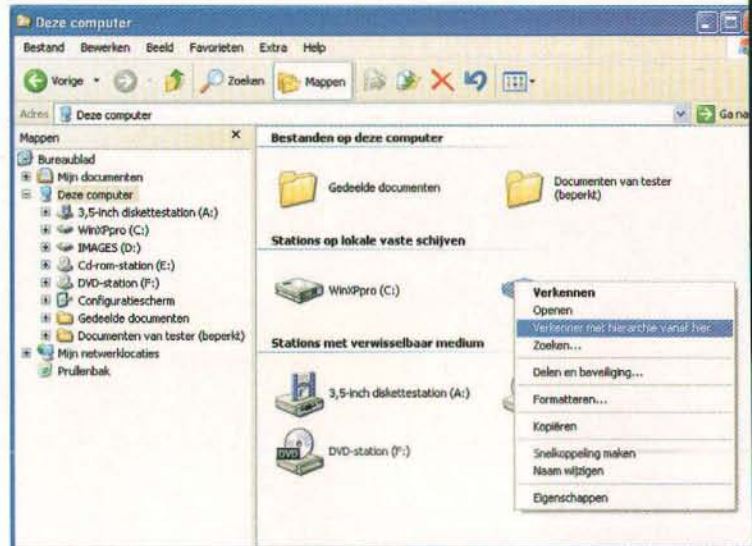 Deze computer
Bestand Bewerken Beeld Favorieten Extra Help
Vorige Zoeken Mappen
Adres Deze computer Ga na
Mappen
Bureaublad
Mijn documenten
Deze computer
3,5-inch diskettestation (A:)
WinXPpro (C:)
IMAGES (D:)
Cd-rom-station (E:)
DVD-station (F:)
Configuratiescherm
Gedeelde documenten
Documenten van tester (beperkt)
Mijn netwerklocaties
Prullenbak
Bestanden op deze computer
Gedeelde documenten
Documenten van tester
(beperkt)
Stations op lokale vaste schijven
WinXPpro (C:)
Stations met verwisselbaar medium
3,5-inch diskettestation (A:)
DVD
DVD-station (F:)
Verkennen
Openen
Verkenner met hierarchie vanaf hier
Zoeken...
Delen en beveiliging...
Formatteren...
Kopiëren
Snelkoppeling maken
Naam wijzigen
Eigenschappen